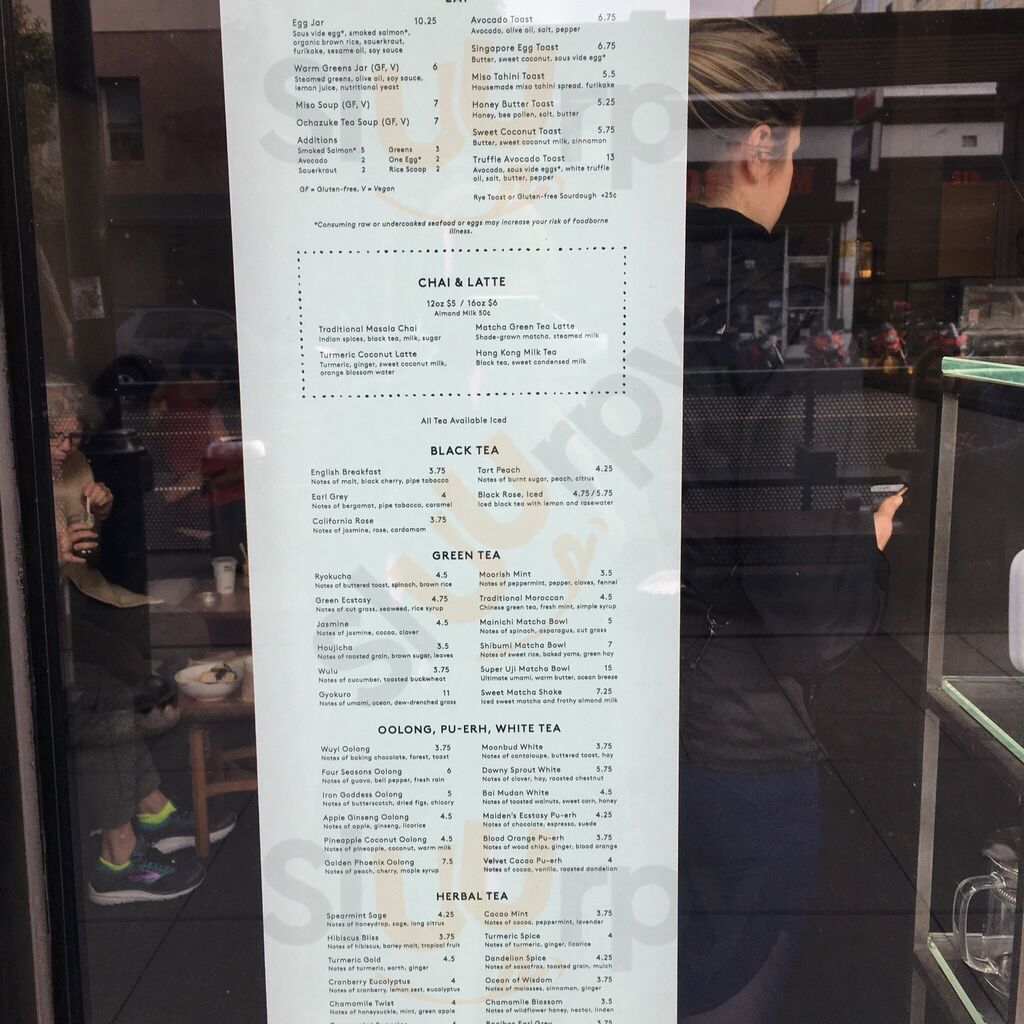 EAT
Egg Jar 10.25
Sous vide egg*, smoked salmon*,
organic brown rice, sauerkraut,
furikake, sesame oil, soy sauce
Warm Greens Jar (GF, V) 6
Steamed greens, olive oil, soy sauce,
lemon juice, nutritional yeast
Miso Soup (GF, V) 7
Ochazuke Tea Soup (GF, V) 7
Additions
Smoked Salmon* 5 Greens 3
Avocado 2 One Egg* 2
Sauerkraut 2 Rice Scoop 2
GF = Gluten-free, V = Vegan
Avocado Toast 6.75
Avocado, olive oil, salt, pepper
Singapore Egg Toast 6.75
Butter, sweet coconut, sous vide egg*
Miso Tahini Toast 5.5
Housemade miso tahini spread, furikake
Honey Butter Toast 5.25
Honey, bee pollen, salt, butter
Sweet Coconut Toast 5.75
Butter, sweet coconut milk, cinnamon
Truffle Avocado Toast 13
Avocado, sous vide eggs*, white truffle
oil, salt, butter, pepper
Rye Toast or Gluten-free Sourdough +25¢
*Consuming raw or undercooked seafood or eggs may increase your risk of foodborne
illness.
CHAI & LATTE
12oz $5 / 16oz $6
Almond Milk 50¢
Traditional Masala Chai
Indian spices, black tea, milk, sugar
Turmeric Coconut Latte
Turmeric, ginger, sweet coconut milk,
orange blossom water
Matcha Green Tea Latte
Shade-grown matcha, steamed milk
Hong Kong Milk Tea
Black tea, sweet condensed milk
All Tea Available Iced
BLACK TEA
English Breakfast 3.75
Notes of malt, black cherry, pipe tobacco
Earl Grey 4
Notes of bergamot, pipe tobacco, caramel
California Rose 3.75
Notes of jasmine, rose, cardamom
Tart Peach 4.25
Notes of burnt sugar, peach, citrus
Black Rose, Iced 4.75 / 5.75
Iced black tea with lemon and rosewater
GREEN TEA
Ryokucha 4.5
Notes of buttered toast, spinach, brown rice
Green Ecstasy 4.75
Notes of cut grass, seaweed, rice syrup
Jasmine 4.5
Notes of jasmine, cocoa, clover
Houjicha 3.5
Notes of roasted grain, brown sugar, leaves
Wulu 3.75
Notes of cucumber, toasted buckwheat
Gyokuro 11
Notes of umami, ocean, dew-drenched grass
Moorish Mint 3.5
Notes of peppermint, pepper, cloves, fennel
Traditional Moroccan 4.5
Chinese green tea, fresh mint, simple syrup
Mainichi Matcha Bowl 5
Notes of spinach, asparagus, cut grass
Shibumi Matcha Bowl 7
Notes of sweet rice, baked yams, green hay
Super Uji Matcha Bowl 15
Ultimate umami, warm butter, ocean breeze
Sweet Matcha Shake 7.25
Iced sweet matcha and frothy almond milk
OOLONG, PU-ERH, WHITE TEA
Wuyi Oolong 3.75
Notes of baking chocolate, forest, toast
Four Seasons Oolong 6
Notes of guava, bell pepper, fresh rain
Iron Goddess Oolong 5
Notes of butterscotch, dried figs, chicory
Apple Ginseng Oolong 4.5
Notes of apple, ginseng, licorice
Pineapple Coconut Oolong 4.5
Notes of pineapple, coconut, warm milk
Golden Phoenix Oolong 7.5
Notes of peach, cherry, maple syrup
Moonbud White 3.75
Notes of cantaloupe, buttered toast, hay
Downy Sprout White 5.75
Notes of clover, hay, roasted chestnut
Bai Mudan White 4.5
Notes of toasted walnuts, sweet corn, honey
Maiden's Ecstasy Pu-erh 4.25
Notes of chocolate, espresso, suede
Blood Orange Pu-erh 3.75
Notes of wood chips, ginger, blood orange
Velvet Cacao Pu-erh 4
Notes of cocoa, vanilla, roasted dandelion
HERBAL TEA
Spearmint Sage 4.25
Notes of honeydrop, sage, long citrus
Hibiscus Bliss 3.75
Notes of hibiscus, barley malt, tropical fruit
Turmeric Gold 4.5
Notes of turmeric, earth, ginger
Cranberry Eucalyptus 4
Notes of cranberry, lemon zest, eucalyptus
Chamomile Twist 4
Notes of honeysuckle, mint, green apple
Cacao Mint 3.75
Notes of cocoa, peppermint, lavender
Turmeric Spice 4
Notes of turmeric, ginger, licorice
Dandelion Spice 4.25
Notes of sassafras, toasted grain, mulch
Ocean of Wisdom 3.75
Notes of molasses, cinnamon, ginger
Chamomile Blossom 3.5
Notes of wildflower honey, nectar, linden
Rooibos Earl Grey 3.75
Sluurpy
Sluurpy
Sluurpy
Sluurpy